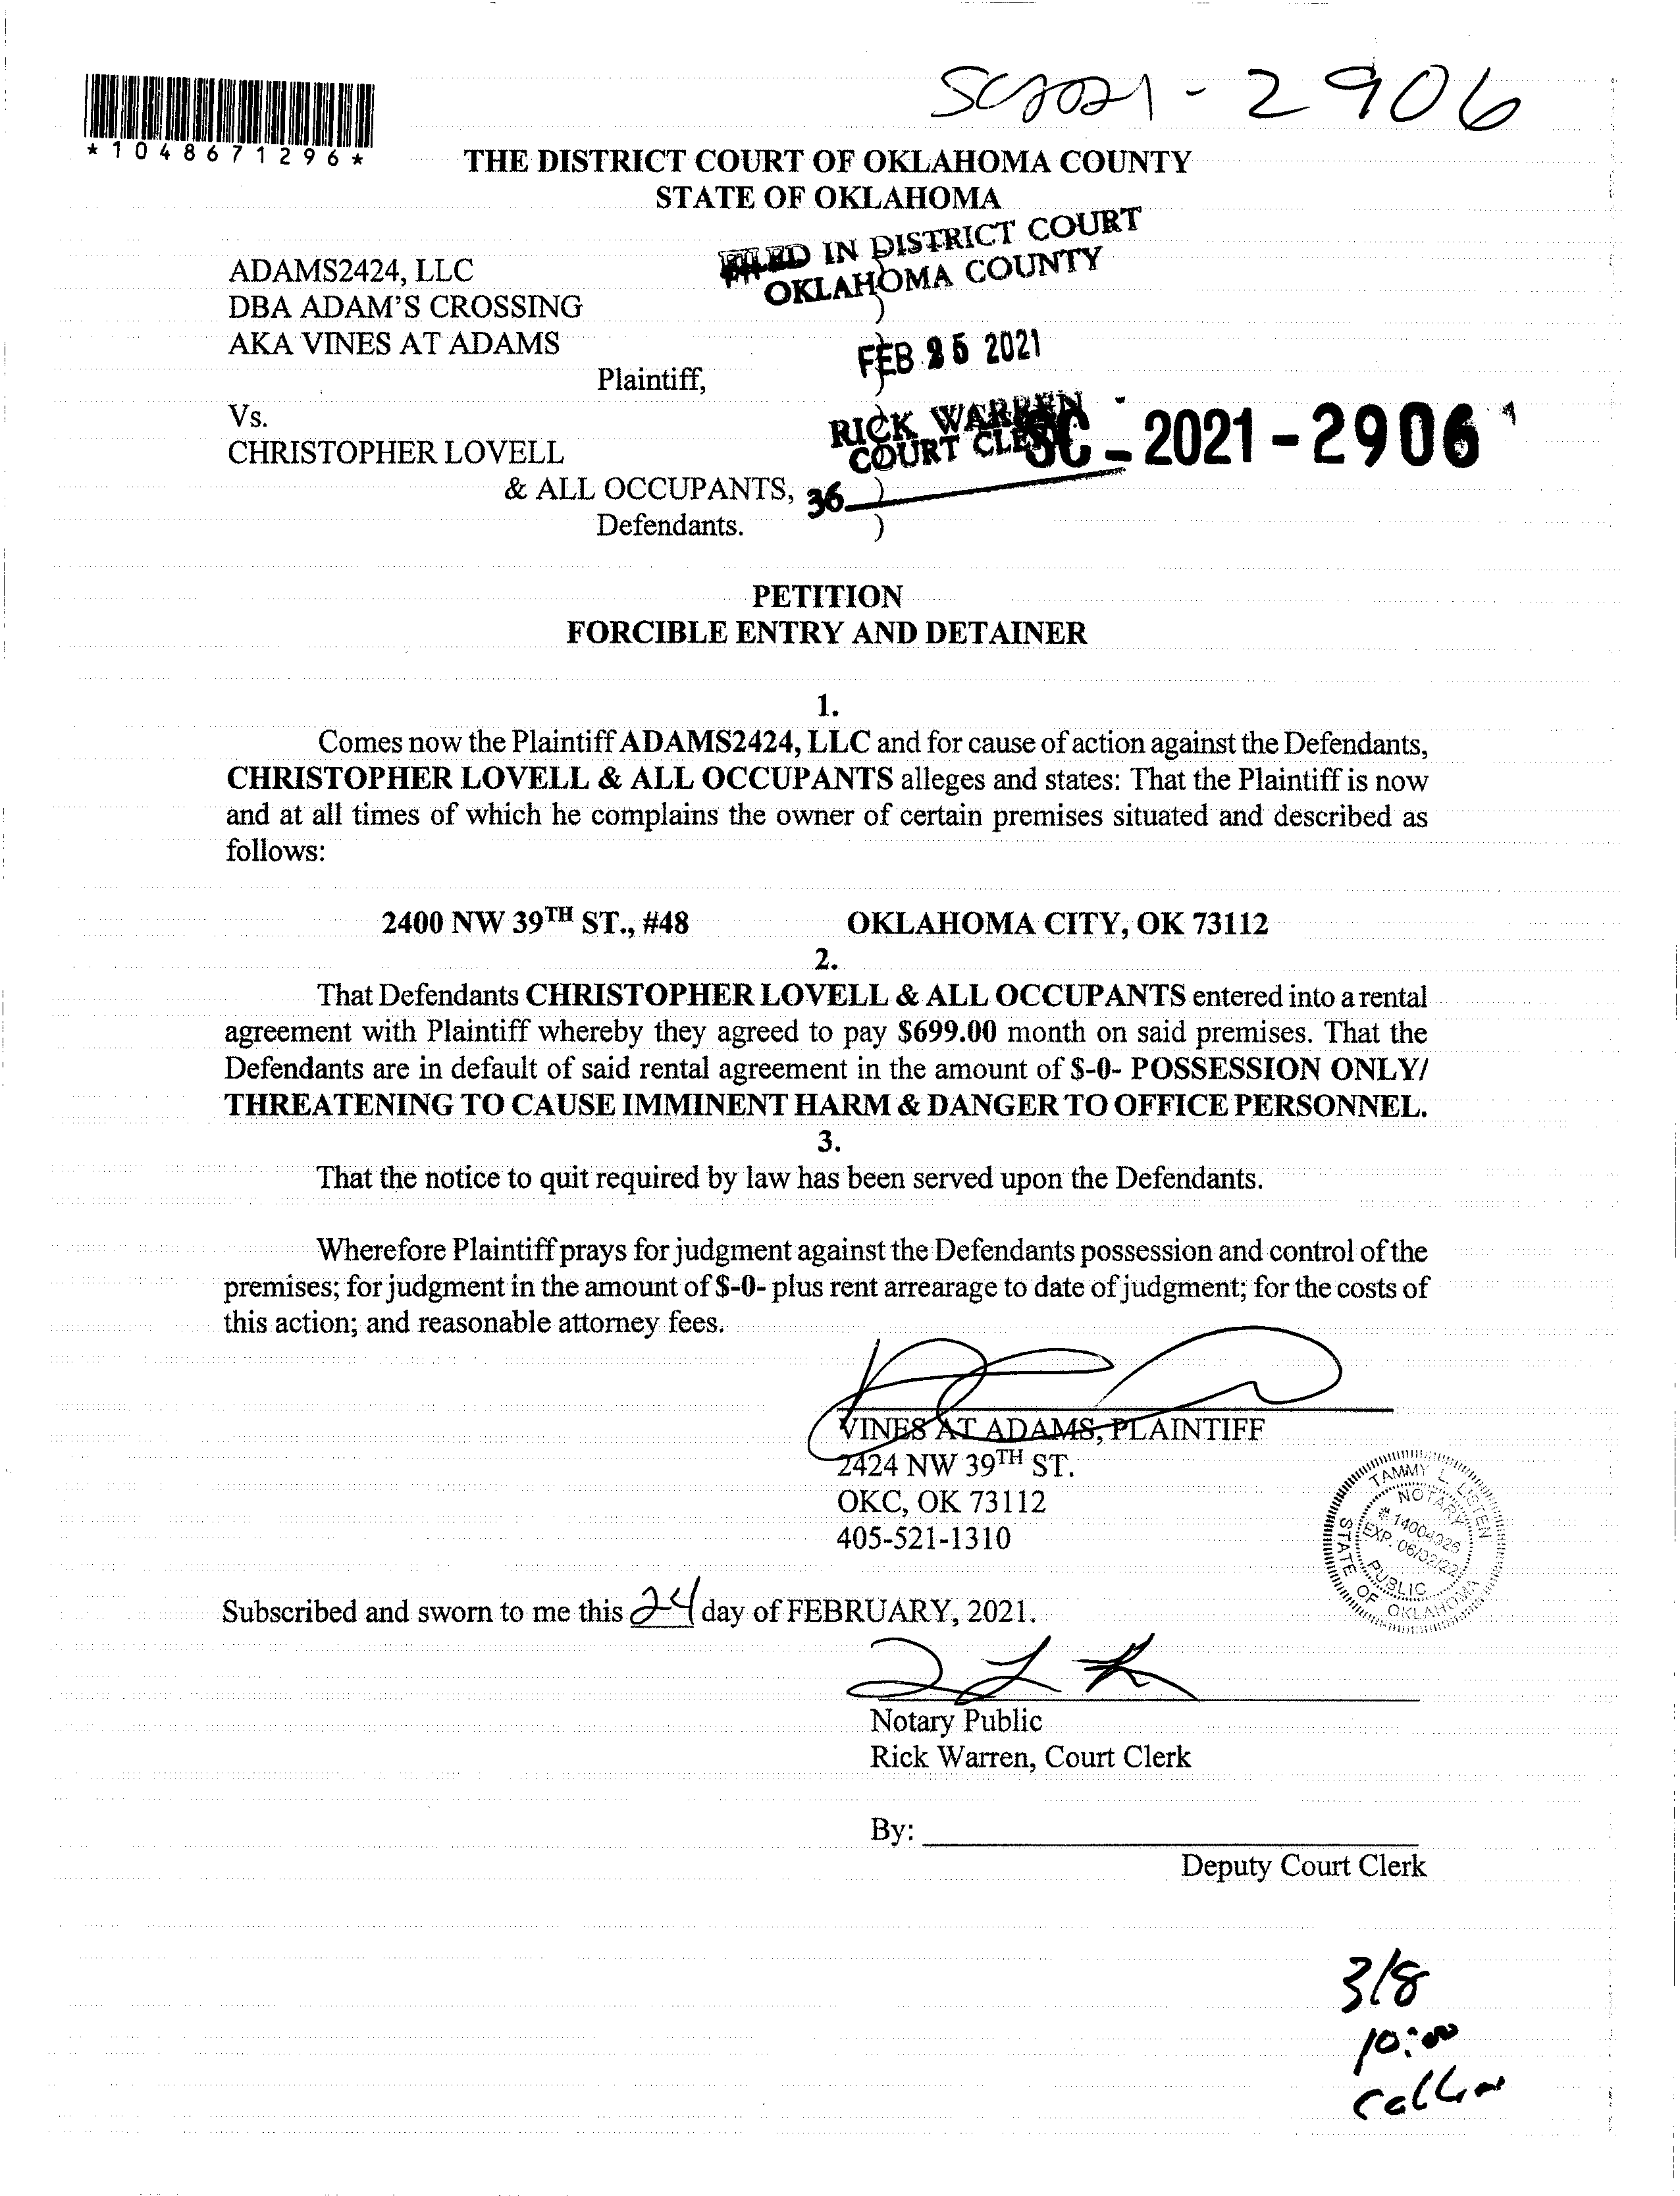 SC2021-2906
*1048671296*
THE DISTRICT COURT OF OKLAHOMA COUNTY
STATE OF OKLAHOMA
FILED IN DISTRICT COURT
OKLAHOMA COUNTY
ADAMS2424, LLC
DBA ADAM'S CROSSING )
AKA VINES AT ADAMS
FEB 25 2021
Plaintiff, )
Vs.
RICK WARREN
COURT CLERK
SC - 2021-2906
CHRISTOPHER LOVELL
& ALL OCCUPANTS, 36 )
Defendants. )
PETITION
FORCIBLE ENTRY AND DETAINER
1.
Comes now the Plaintiff ADAMS2424, LLC and for cause of action against the Defendants,
CHRISTOPHER LOVELL & ALL OCCUPANTS alleges and states: That the Plaintiff is now
and at all times of which he complains the owner of certain premises situated and described as
follows:
2400 NW 39TH ST., #48 OKLAHOMA CITY, OK 73112
2.
That Defendants CHRISTOPHER LOVELL & ALL OCCUPANTS entered into a rental
agreement with Plaintiff whereby they agreed to pay $699.00 month on said premises. That the
Defendants are in default of said rental agreement in the amount of $-0- POSSESSION ONLY/
THREATENING TO CAUSE IMMINENT HARM & DANGER TO OFFICE PERSONNEL.
3.
That the notice to quit required by law has been served upon the Defendants.
Wherefore Plaintiff prays for judgment against the Defendants possession and control of the
premises; for judgment in the amount of $-0- plus rent arrearage to date of judgment; for the costs of
this action; and reasonable attorney fees.
VINES AT ADAMS, PLAINTIFF
2424 NW 39TH ST.
OKC, OK 73112
405-521-1310
TAMMY L. LISTEN
NOTARY
EXP. 06/02/22
PUBLIC
STATE OF OKLAHOMA
Subscribed and sworn to me this 24 day of FEBRUARY, 2021.
Notary Public
Rick Warren, Court Clerk
By:
Deputy Court Clerk
3/8
10:00